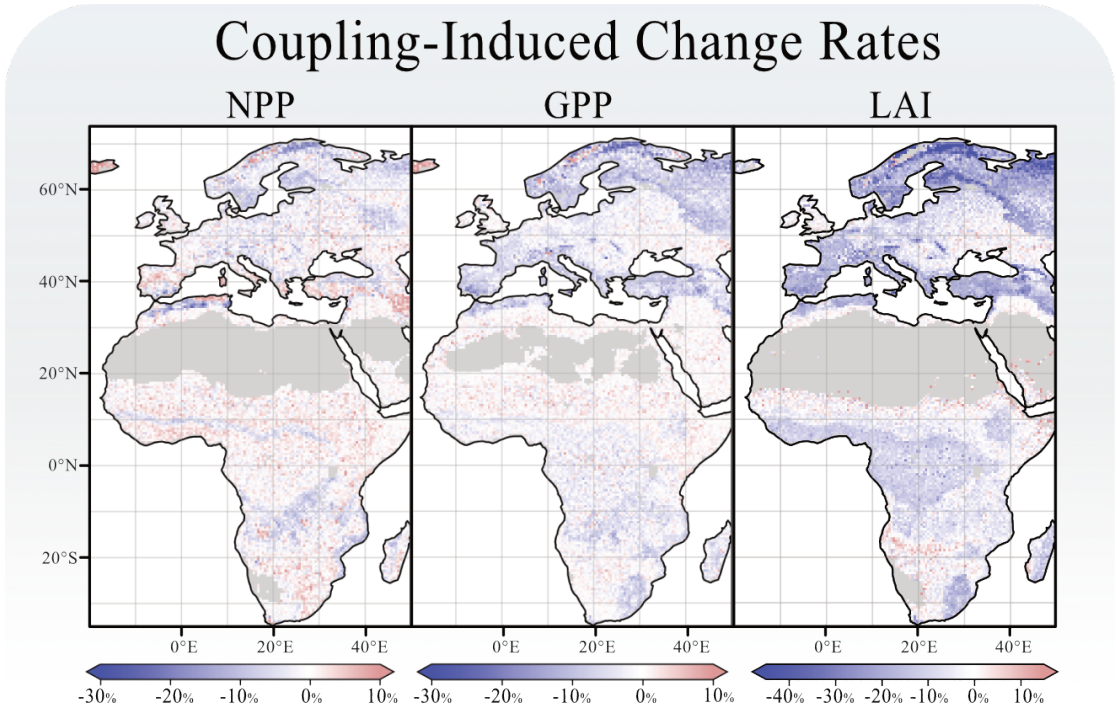 Coupling-Induced Change Rates
NPP GPP LAI
60°N
40°N
20°N
0°N
20°S
0°E 20°E 40°E 0°E 20°E 40°E 0°E 20°E 40°E
-30% -20% -10% 0% 10% -30% -20% -10% 0% 10% -40% -30% -20% -10% 0% 10%